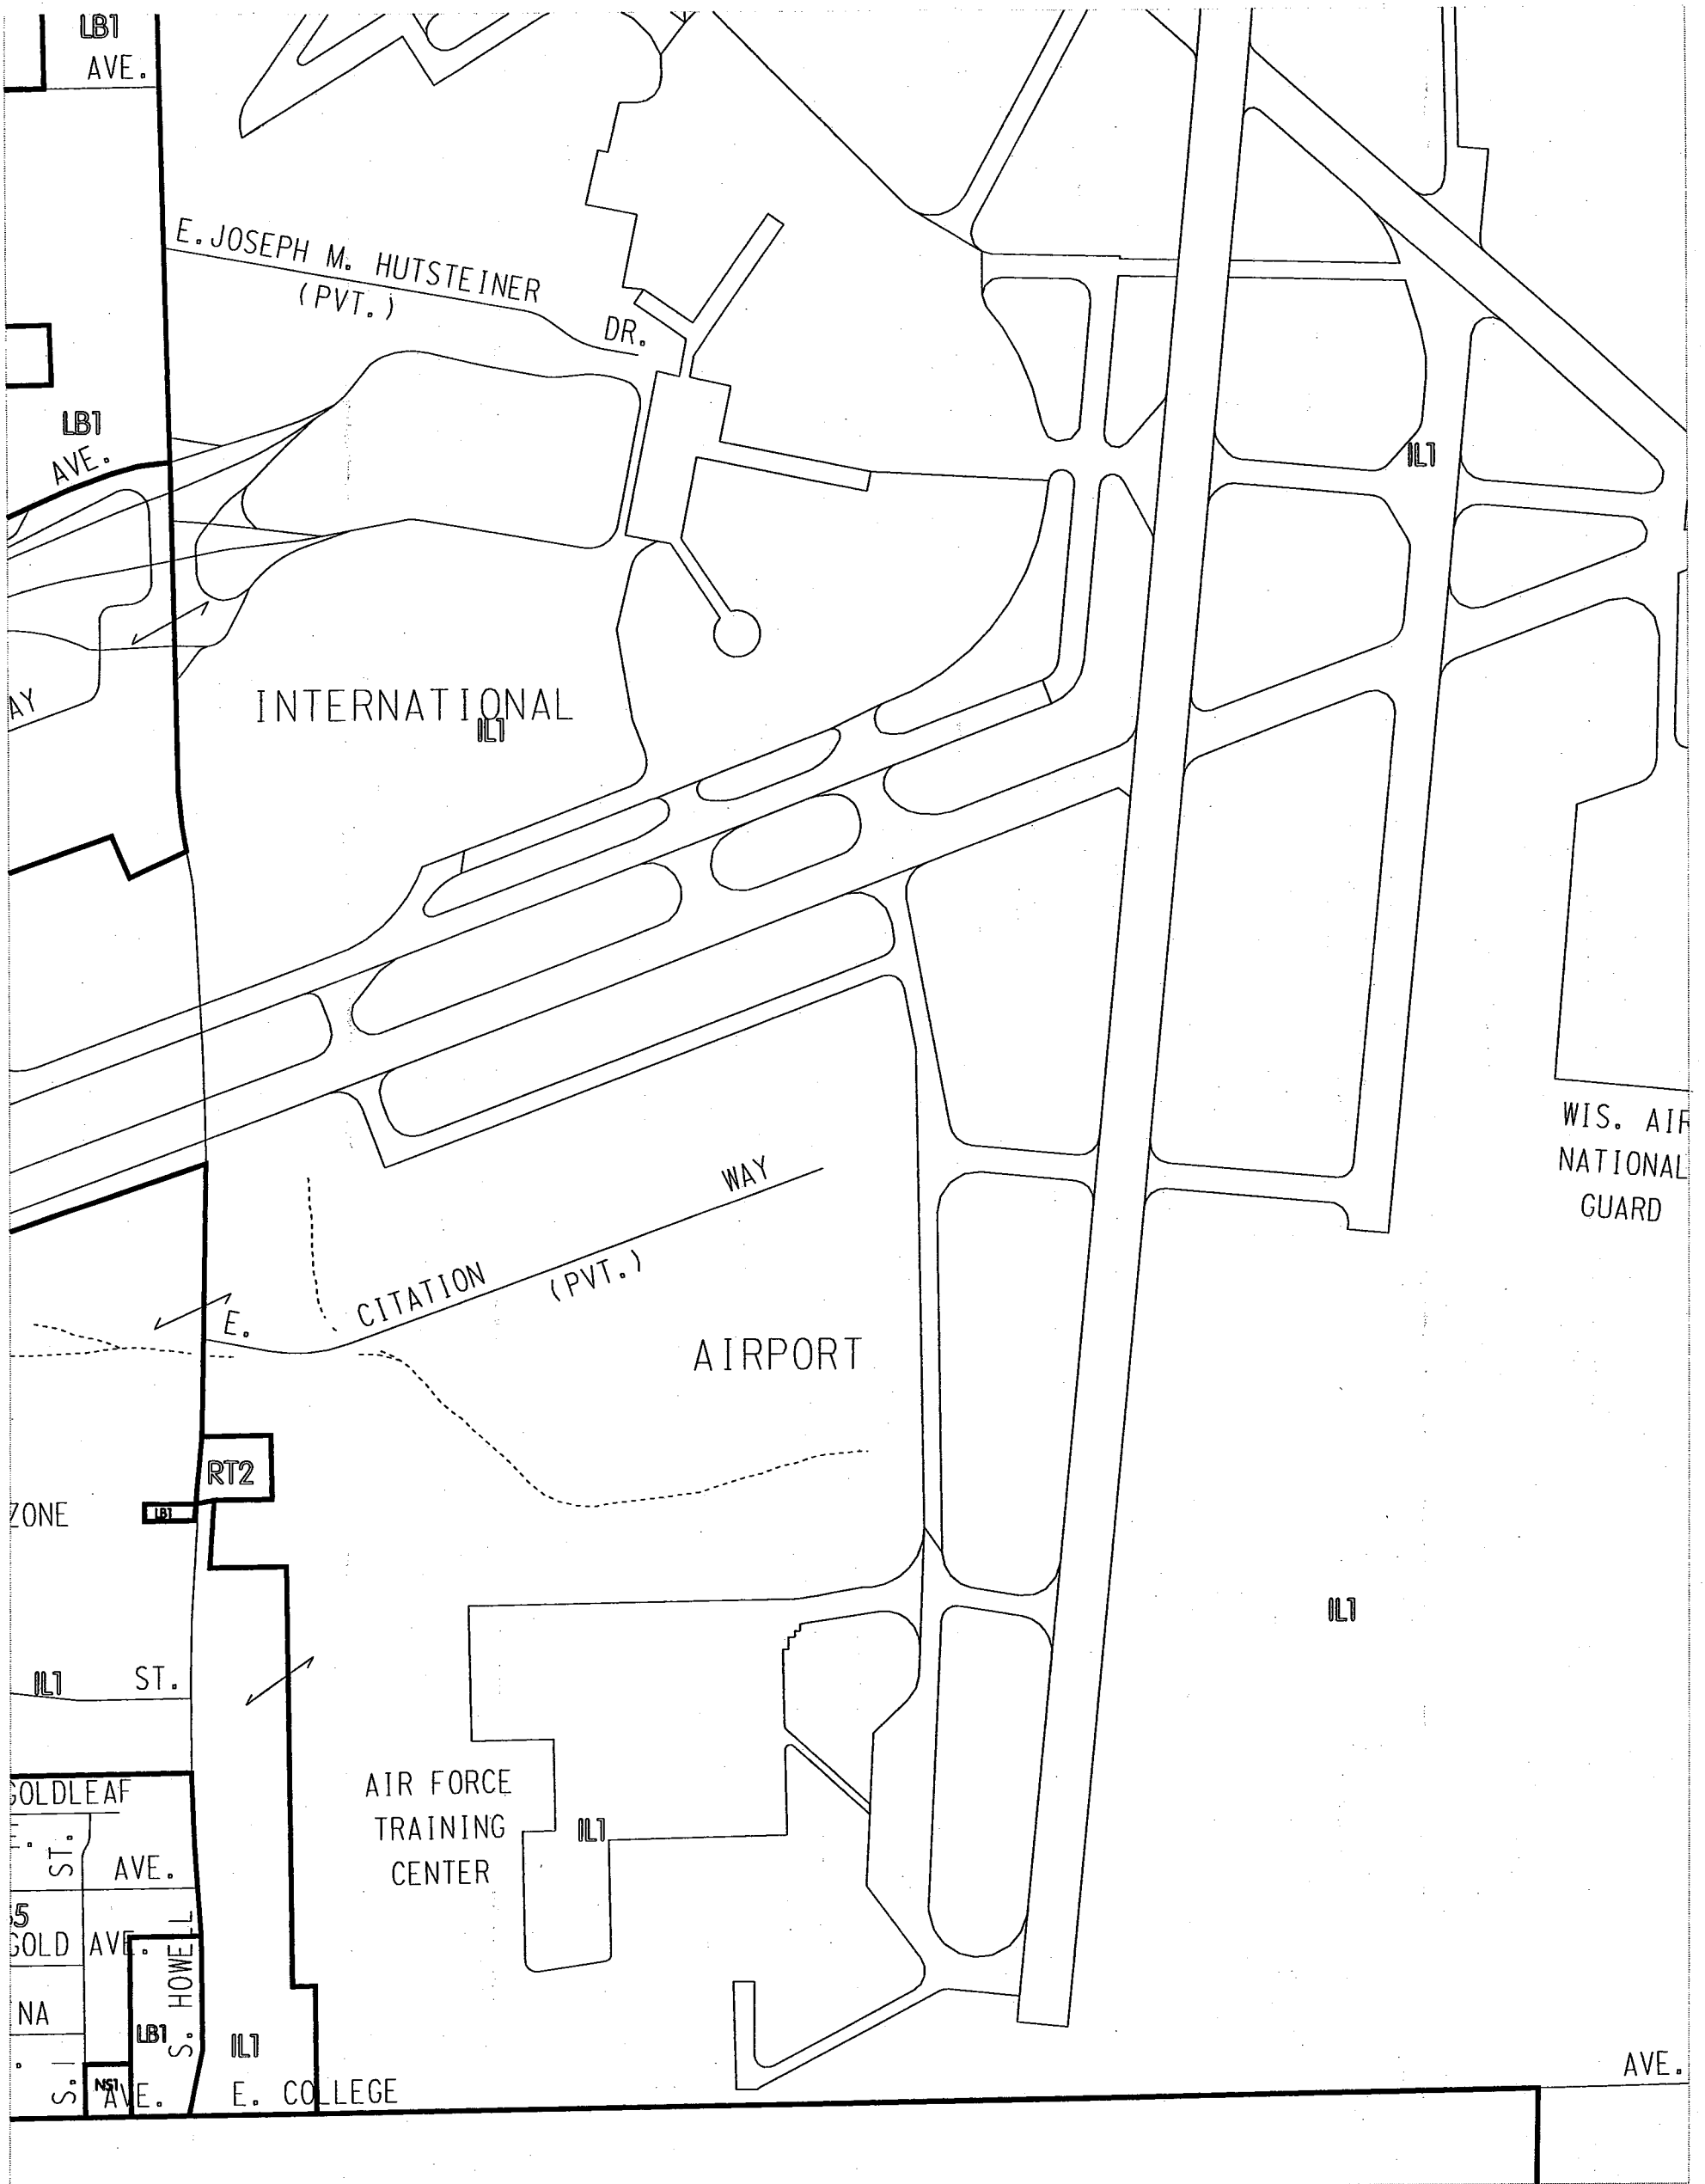 LB1
AVE.
E. JOSEPH M. HUTSTEINER
(PVT.)
DR.
LB1
AVE.
IL1
AY
INTERNATIONAL
IL1
WIS. AIR
NATIONAL
GUARD
WAY
CITATION
(PVT.)
E.
AIRPORT
RT2
ZONE
LB1
IL1
IL1
ST.
GOLDLEAF
E.
ST.
AVE.
AIR FORCE
TRAINING
CENTER
IL1
GOLD
AVE.
S. HOWELL
NA
LB1
IL1
S.
NS1
AVE.
E. COLLEGE
AVE.